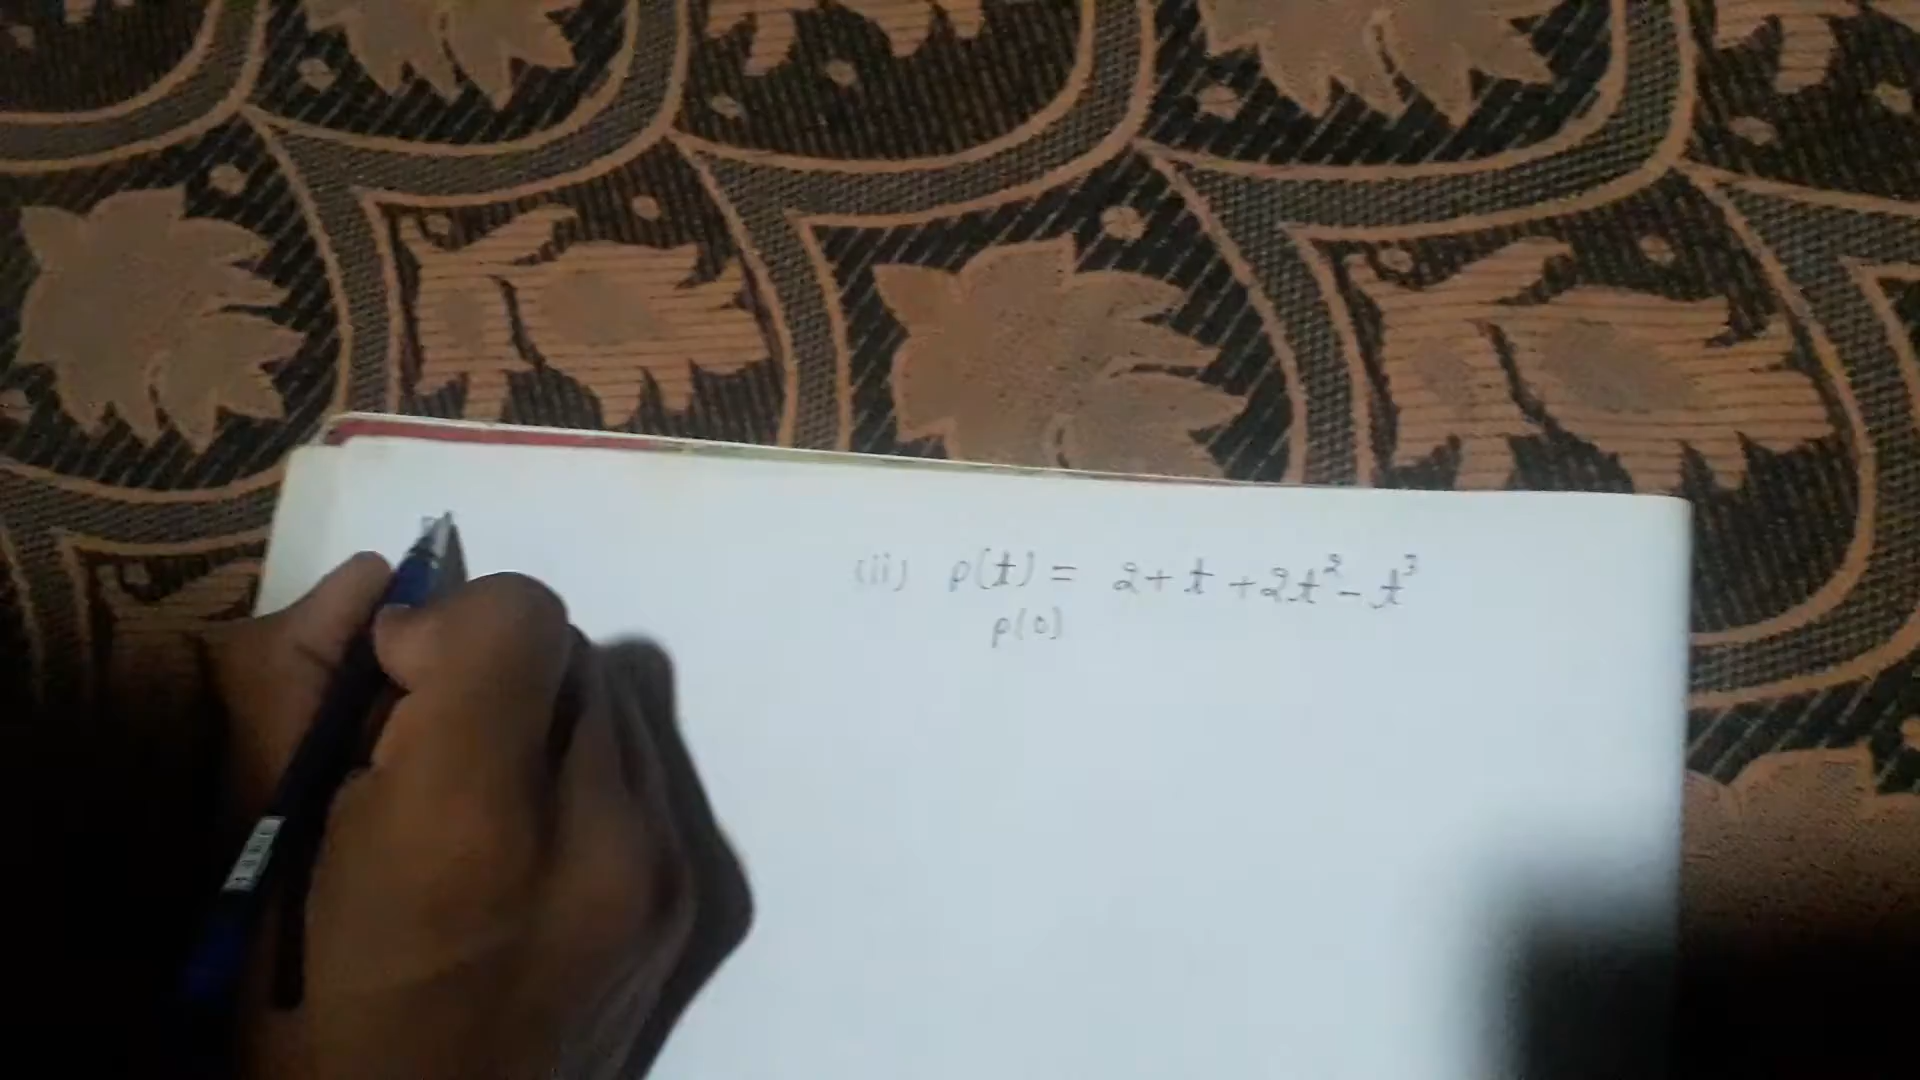 (ii) p(t) = 2 + t + 2t² - t³
p(0)